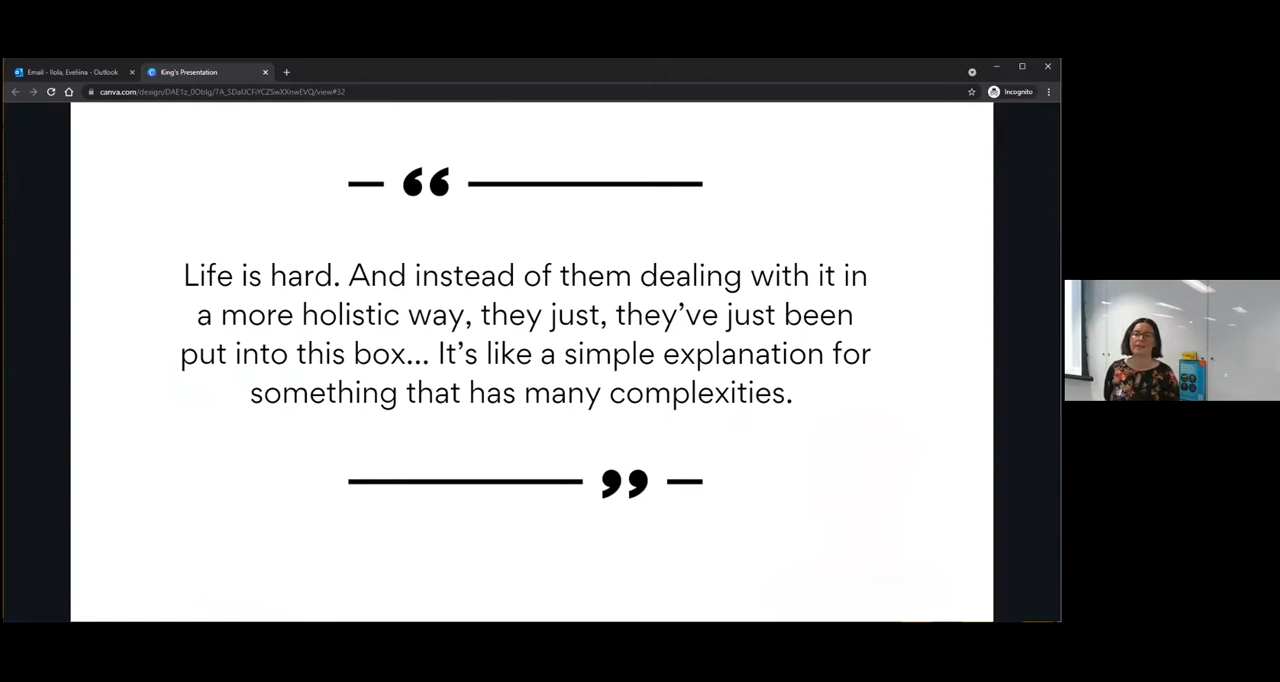 Email - Ilola, Eveliina - Outlook
King's Presentation
Incognito
“
Life is hard. And instead of them dealing with it in
a more holistic way, they just, they’ve just been
put into this box... It’s like a simple explanation for
something that has many complexities.
”